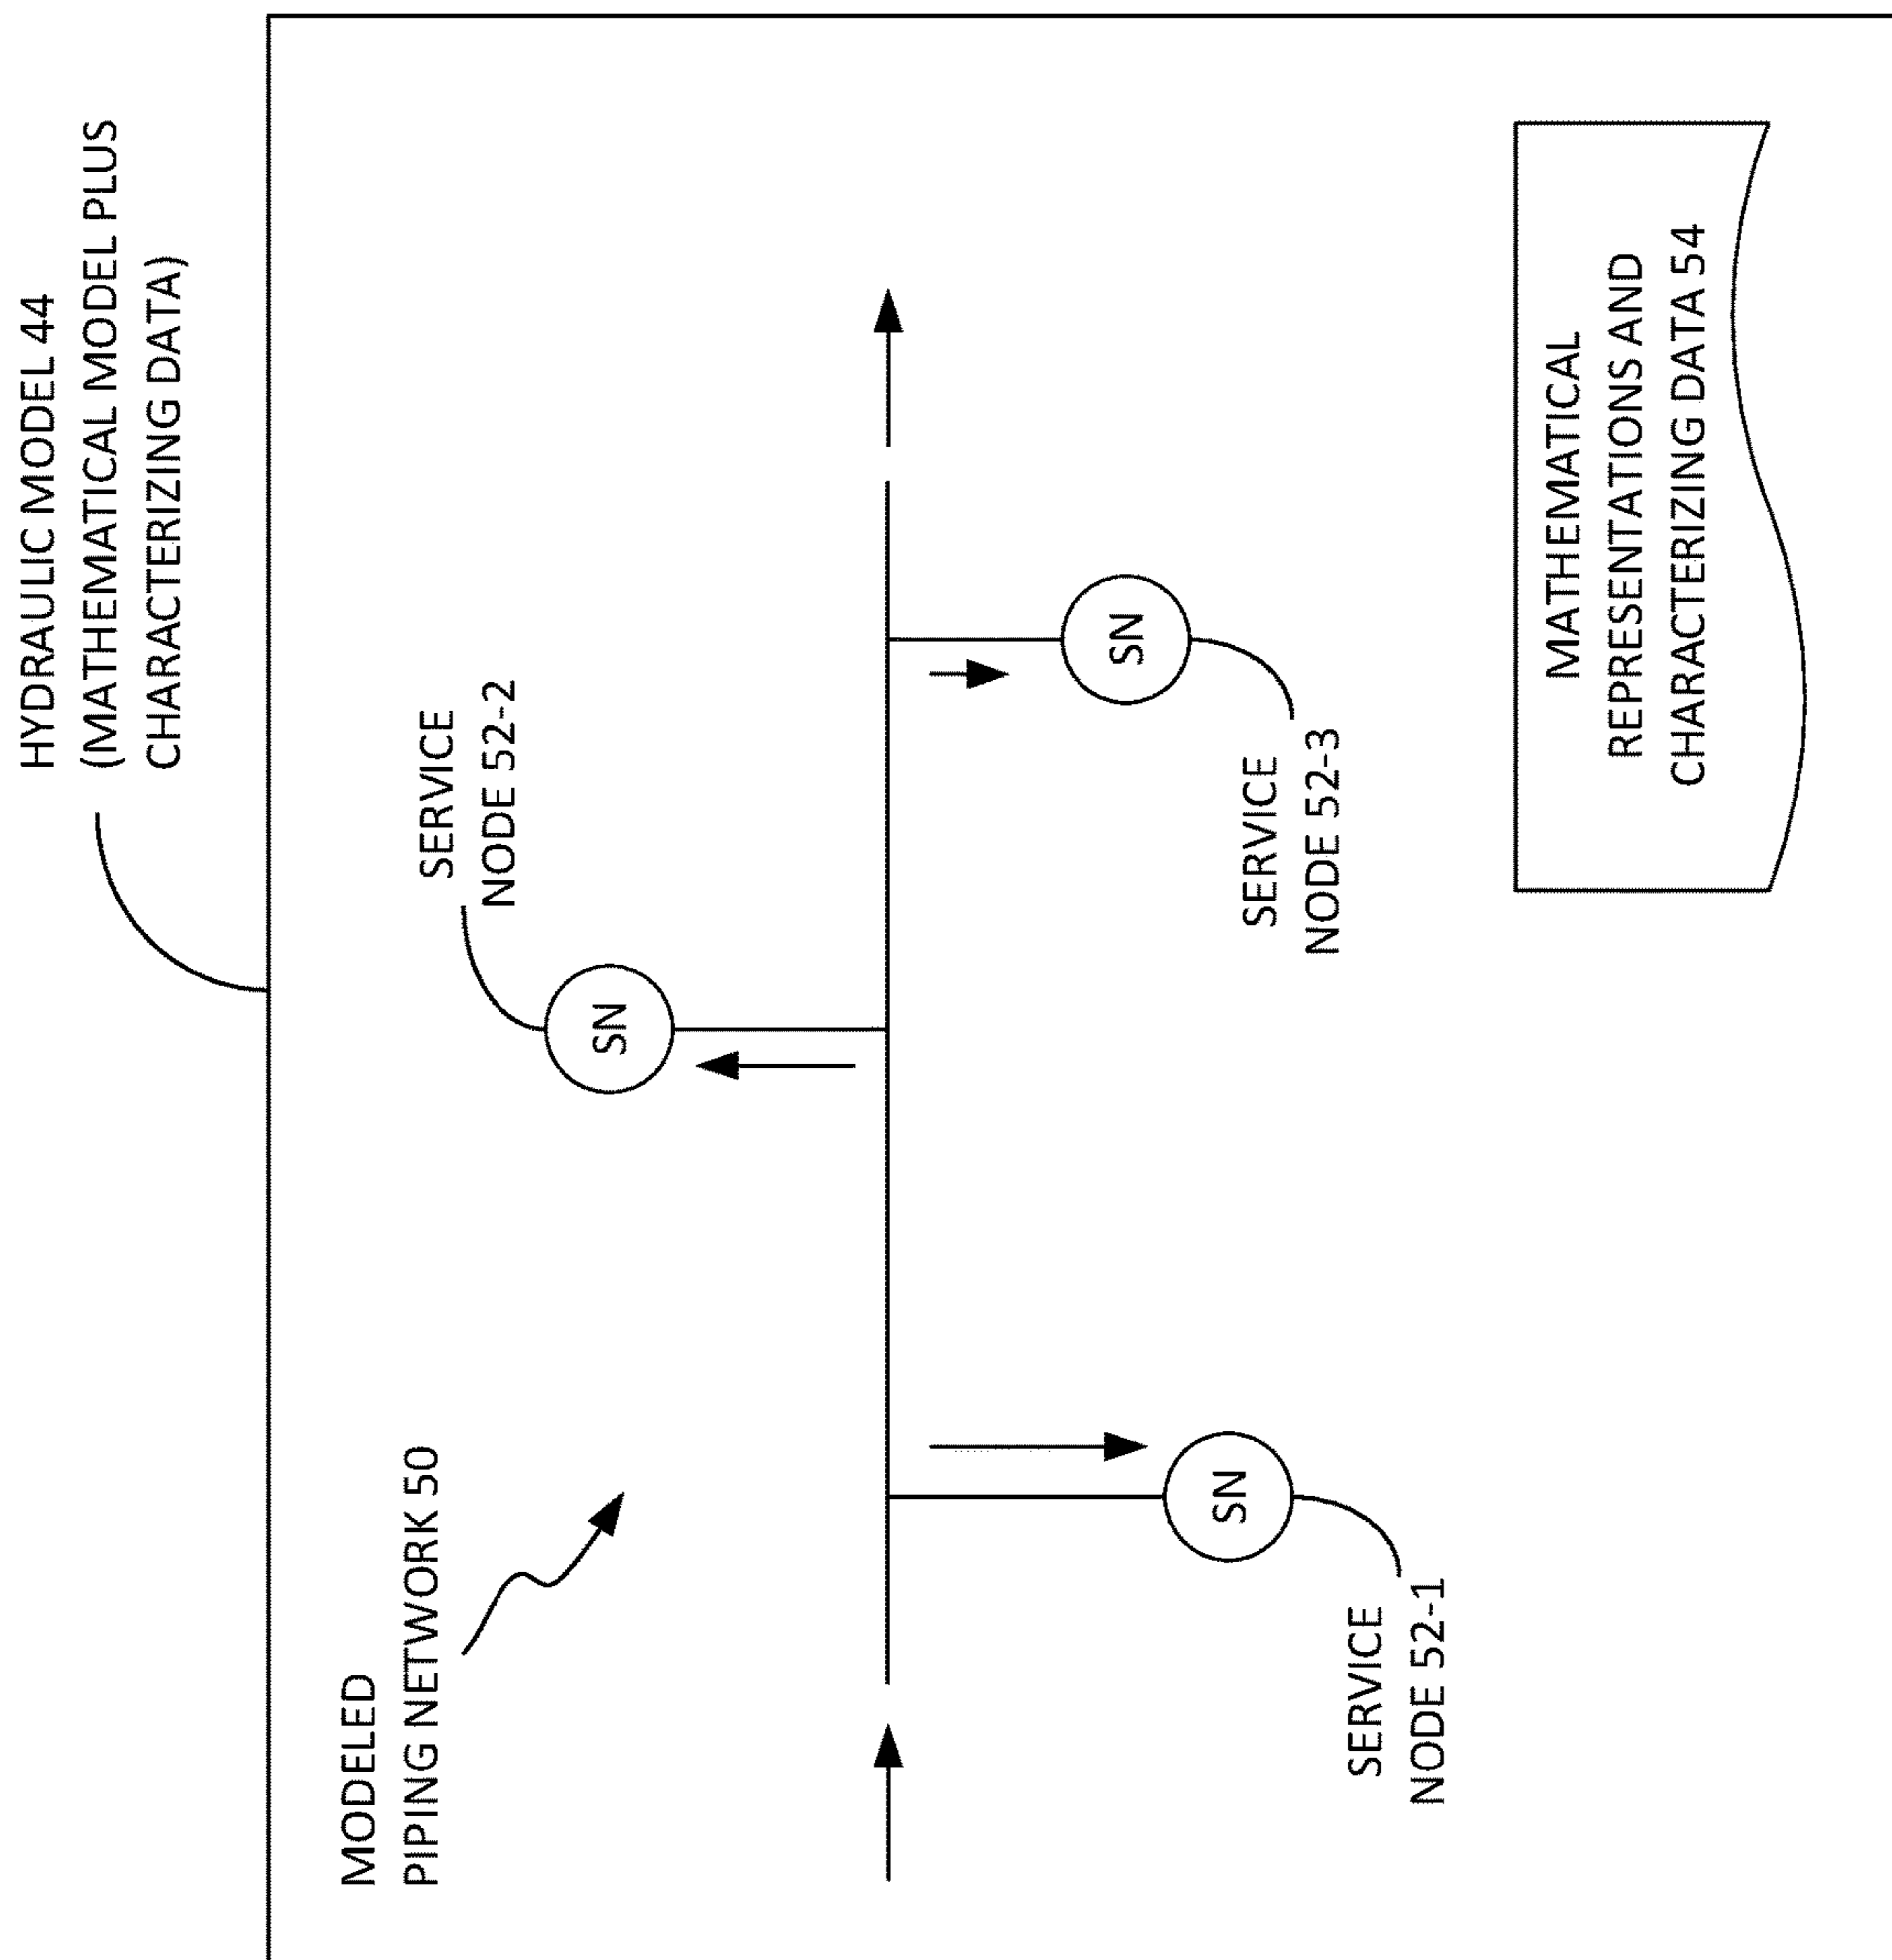 HYDRAULIC MODEL 44
(MATHEMATICAL MODEL PLUS
CHARACTERIZING DATA)
MODELED
PIPING NETWORK 50
SERVICE
NODE 52-2
SN
SN
SN
SERVICE
NODE 52-3
SERVICE
NODE 52-1
MATHEMATICAL
REPRESENTATIONS AND
CHARACTERIZING DATA 54